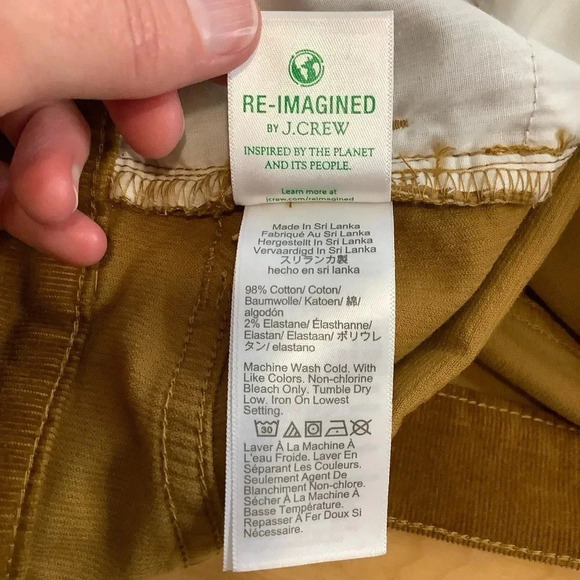 RE-IMAGINED
BY J.CREW
INSPIRED BY THE PLANET
AND ITS PEOPLE.
Learn more at
jcrew.com/reimagined
Made In Sri Lanka
Fabriqué Au Sri Lanka
Hergestellt In Sri Lanka
Vervaardigd In Sri Lanka
スリランカ製
hecho en sri lanka
98% Cotton/ Coton/
Baumwolle/ Katoen/ 綿/
algodón
2% Elastane/ Élasthanne/
Elastan/ Elastaan/ ポリウレ
タン/ elastano
Machine Wash Cold. With
Like Colors. Non-chlorine
Bleach Only. Tumble Dry
Low. Iron On Lowest
Setting.
30
Laver À La Machine À
L'eau Froide. Laver En
Séparant Les Couleurs.
Seulement Agent De
Blanchiment Non-chloré.
Sécher À La Machine À
Basse Température.
Repasser À Fer Doux Si
Nécessaire.